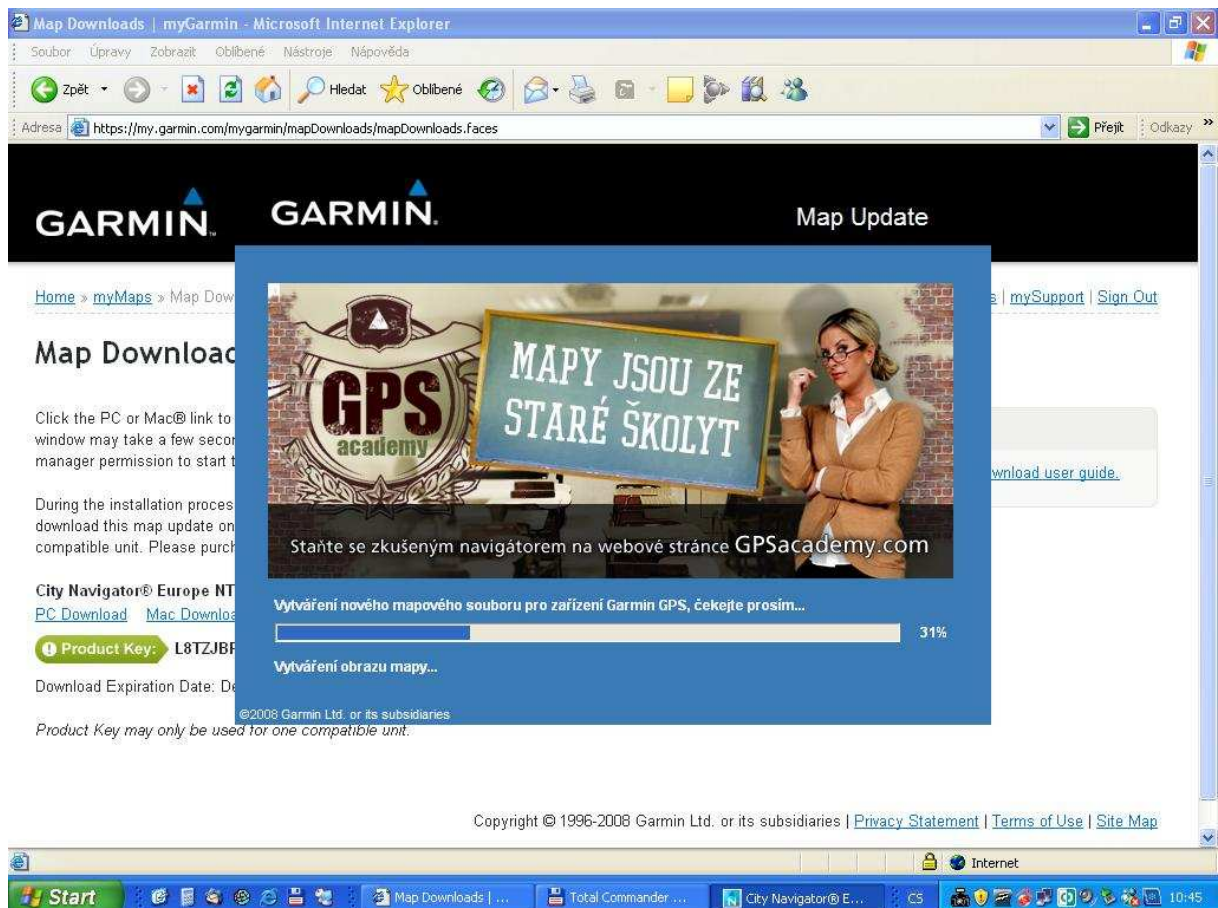 Map Downloads | myGarmin - Microsoft Internet Explorer
Soubor Úpravy Zobrazit Oblíbené Nástroje Nápověda
Zpět Hledat Oblíbené
Adresa https://my.garmin.com/mygarmin/mapDownloads/mapDownloads.faces Přejít Odkazy »
GARMIN. GARMIN. Map Update
Home » myMaps » Map Dow
| mySupport | Sign Out
Map Downloac
Click the PC or Mac® link to
window may take a few secor
manager permission to start t
During the installation proces
download this map update on
compatible unit. Please purch
wnload user guide.
GPS
academy
MAPY JSOU ZE
STARÉ ŠKOLYT
Staňte se zkušeným navigátorem na webové stránce GPSacademy.com
City Navigator® Europe NT
PC Download Mac Downloa
Product Key: L8TZJBF
Download Expiration Date: De
Product Key may only be used for one compatible unit.
Vytváření nového mapového souboru pro zařízení Garmin GPS, čekejte prosím...
31%
Vytváření obrazu mapy...
©2008 Garmin Ltd. or its subsidiaries
Copyright © 1996-2008 Garmin Ltd. or its subsidiaries | Privacy Statement | Terms of Use | Site Map
Internet
Start Map Downloads | ... Total Commander ... City Navigator® E... CS 10:45